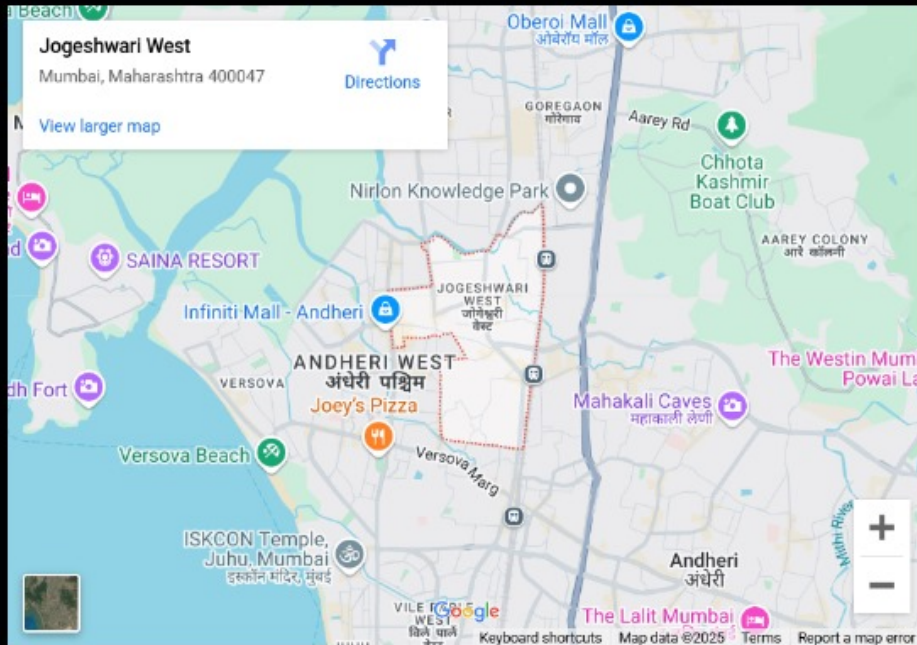 Beach
Jogeshwari West
Mumbai, Maharashtra 400047
Directions
View larger map
Oberoi Mall
ओबेरॉय मॉल
GOREGAON
गोरेगाव
Aarey Rd
Chhota
Kashmir
Boat Club
Nirlon Knowledge Park
AAREY COLONY
आरे कॉलनी
SAINA RESORT
JOGESHWARI
WEST
जोगेश्वरी
वेस्ट
Infiniti Mall - Andheri
ANDHERI WEST
अंधेरी पश्चिम
VERSOVA
Joey's Pizza
The Westin Mum
Powai La
dh Fort
Mahakali Caves
महाकाली लेणी
Versova Beach
Versova Marg
ISKCON Temple,
Juhu, Mumbai
इस्कॉन मंदिर, मुंबई
Andheri
अंधेरी
Mithi River
VILE PARLE
WEST
विले पार्ले
Google
The Lalit Mumbai
Keyboard shortcuts Map data ©2025 Terms Report a map error